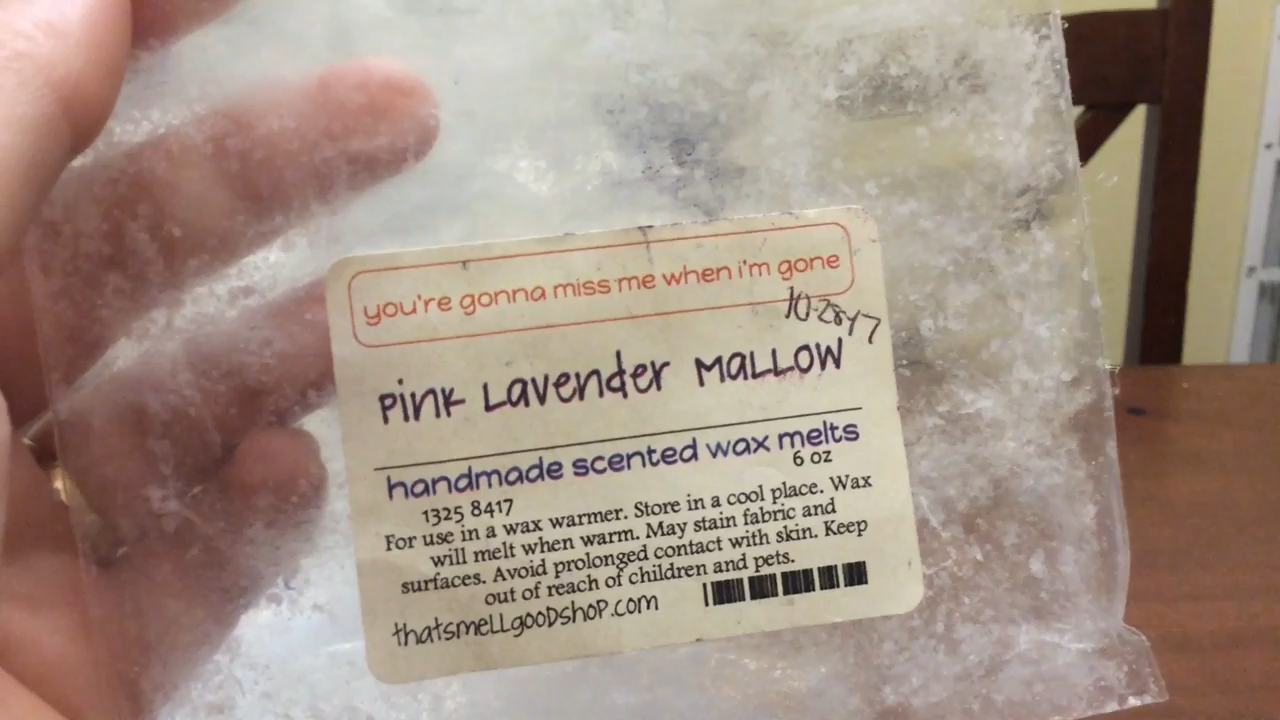 you're gonna miss me when i'm gone
10-28-17
Pink Lavender Mallow
handmade scented wax melts
6 oz
1325 8417
For use in a wax warmer. Store in a cool place. Wax
will melt when warm. May stain fabric and
surfaces. Avoid prolonged contact with skin. Keep
out of reach of children and pets.
thatsmeLLgooDshoP.com